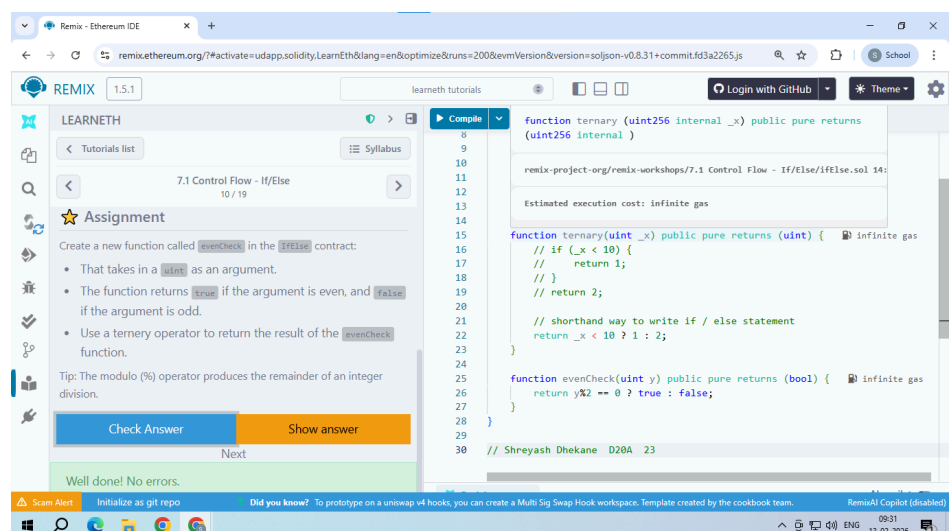 Remix - Ethereum IDE
remix.ethereum.org/?#activate=udapp,solidity,LearnEth&lang=en&optimize&runs=200&evmVersion&version=soljson-v0.8.31+commit.fd3a2265.js
S School
REMIX 1.5.1
learneth tutorials
Login with GitHub
Theme
LEARNETH
Tutorials list
Syllabus
7.1 Control Flow - If/Else
10 / 19
Assignment
Create a new function called evenCheck in the IfElse contract:
• That takes in a uint as an argument.
• The function returns true if the argument is even, and false
if the argument is odd.
• Use a ternery operator to return the result of the evenCheck
function.
Tip: The modulo (%) operator produces the remainder of an integer
division.
Check Answer
Show answer
Next
Well done! No errors.
Compile
function ternary (uint256 internal _x) public pure returns
(uint256 internal )
remix-project-org/remix-workshops/7.1 Control Flow - If/Else/ifElse.sol 14:
Estimated execution cost: infinite gas
8
9
10
11
12
13
14
15 function ternary(uint _x) public pure returns (uint) { infinite gas
16 // if (_x < 10) {
17 // return 1;
18 // }
19 // return 2;
20
21 // shorthand way to write if / else statement
22 return _x < 10 ? 1 : 2;
23 }
24
25 function evenCheck(uint y) public pure returns (bool) { infinite gas
26 return y%2 == 0 ? true : false;
27 }
28 }
29
30 // Shreyash Dhekane D20A 23
Scam Alert
Initialize as git repo
Did you know? To prototype on a uniswap v4 hooks, you can create a Multi Sig Swap Hook workspace. Template created by the cookbook team.
RemixAI Copilot (disabled)
ENG
09:31